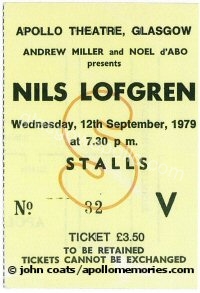 APOLLO THEATRE, GLASGOW
ANDREW MILLER and NOEL d'ABO
presents
NILS LOFGREN
Wednesday, 12th September, 1979
at 7.30 p m.
STALLS
No 32 V
TICKET £3.50
TO BE RETAINED
TICKETS CANNOT BE EXCHANGED
© john coats/apollomemories.com